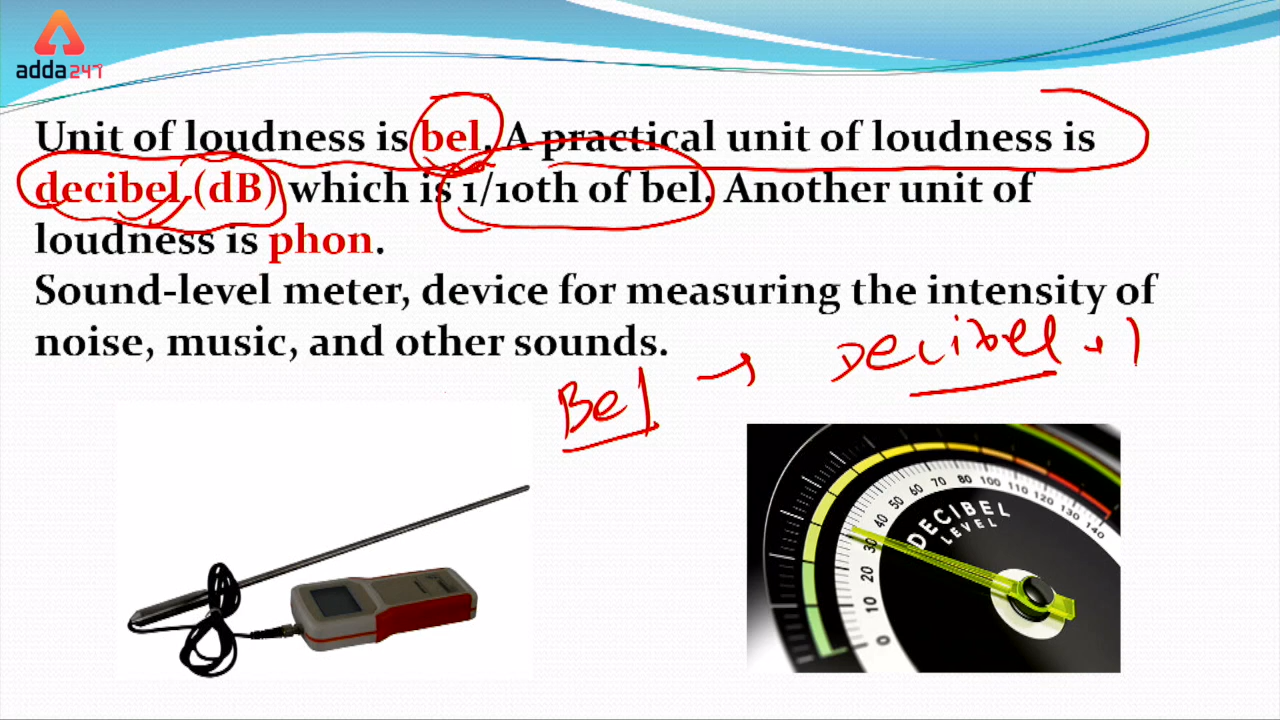 adda247
Unit of loudness is bel. A practical unit of loudness is
decibel (dB) which is 1/10th of bel. Another unit of
loudness is phon.
Sound-level meter, device for measuring the intensity of
noise, music, and other sounds.
Bel → Decibel .1
DECIBEL
LEVEL
0 10 20 30 40 50 60 70 80 100 110 120 130 140